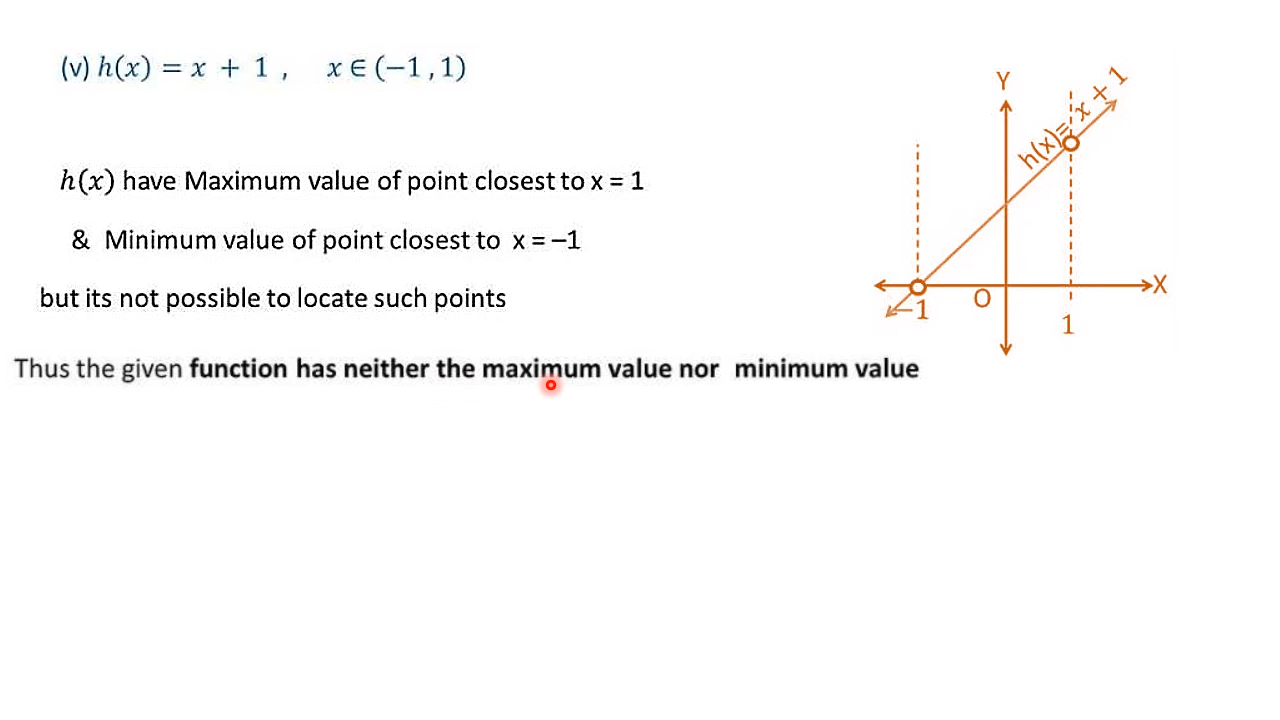 (v) h(x) = x + 1 , x ∈ (−1 , 1)
h(x) have Maximum value of point closest to x = 1
& Minimum value of point closest to x = –1
but its not possible to locate such points
Thus the given function has neither the maximum value nor minimum value
Y
h(x)= x + 1
X
O
−1
1